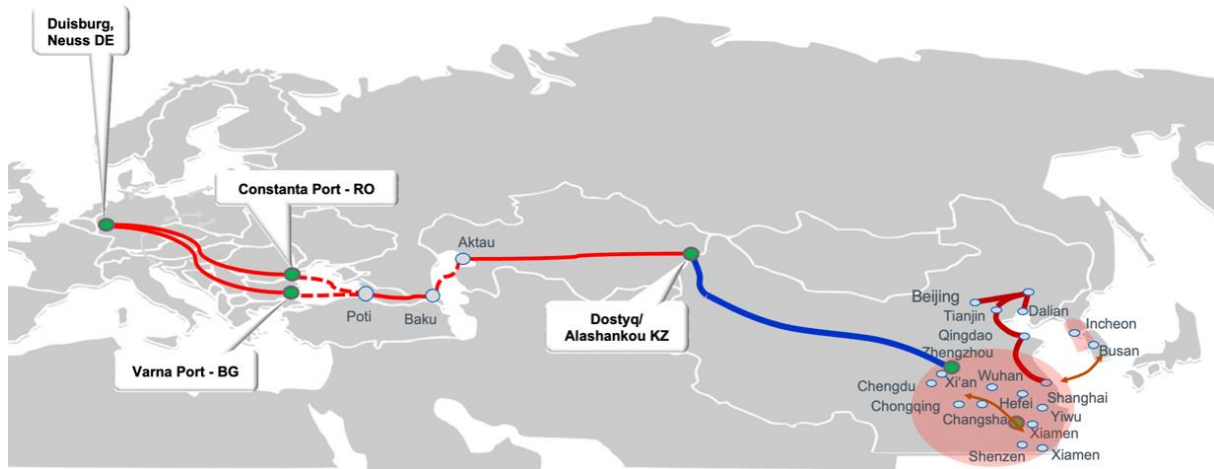 Duisburg,
Neuss DE
Constanta Port - RO
Aktau
Poti
Baku
Varna Port - BG
Dostyq/
Alashankou KZ
Beijing
Tianjin
Dalian
Qingdao
Incheon
Busan
Zhengzhou
Xi'an
Wuhan
Chengdu
Shanghai
Chongqing
Hefei
Yiwu
Changsha
Xiamen
Shenzen
Xiamen